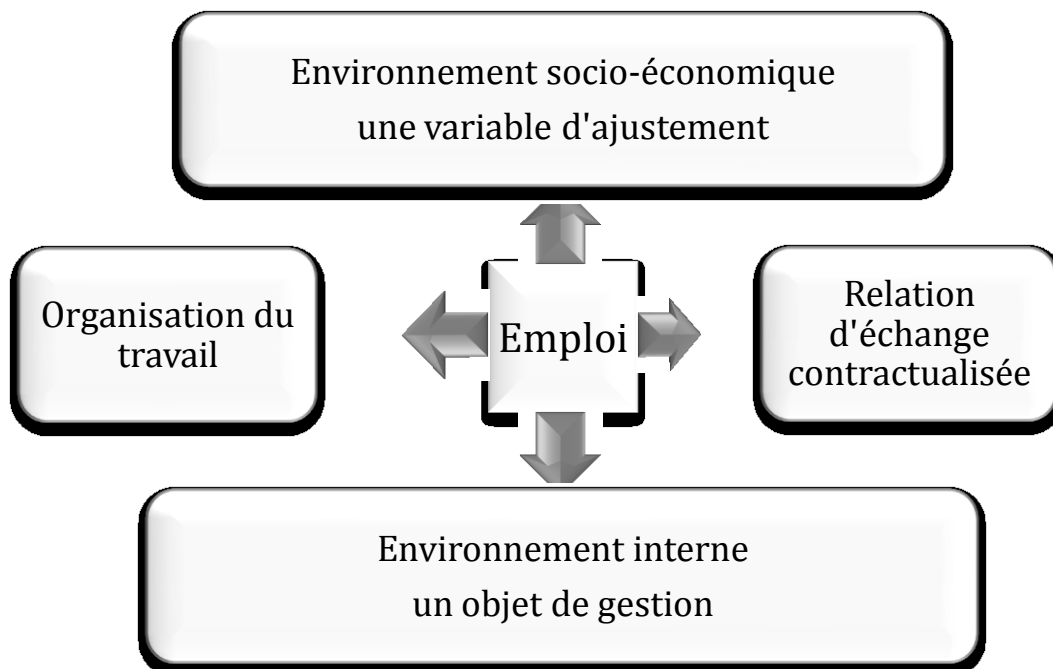 Environnement socio-économique
une variable d'ajustement
Organisation du
travail
Emploi
Relation
d'échange
contractualisée
Environnement interne
un objet de gestion